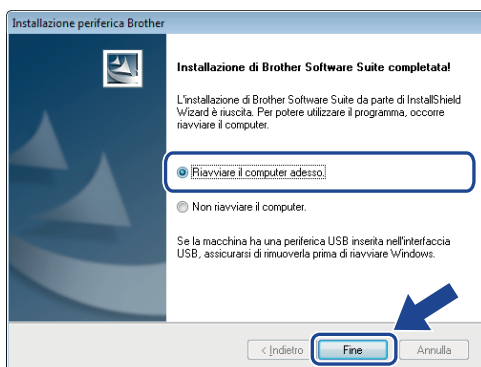 Installazione periferica Brother
Installazione di Brother Software Suite completata!
L'installazione di Brother Software Suite da parte di InstallShield
Wizard è riuscita. Per potere utilizzare il programma, occorre
riavviare il computer.
Riavviare il computer adesso.
Non riavviare il computer.
Se la macchina ha una periferica USB inserita nell'interfaccia
USB, assicurarsi di rimuoverla prima di riavviare Windows.
< Indietro Fine Annulla